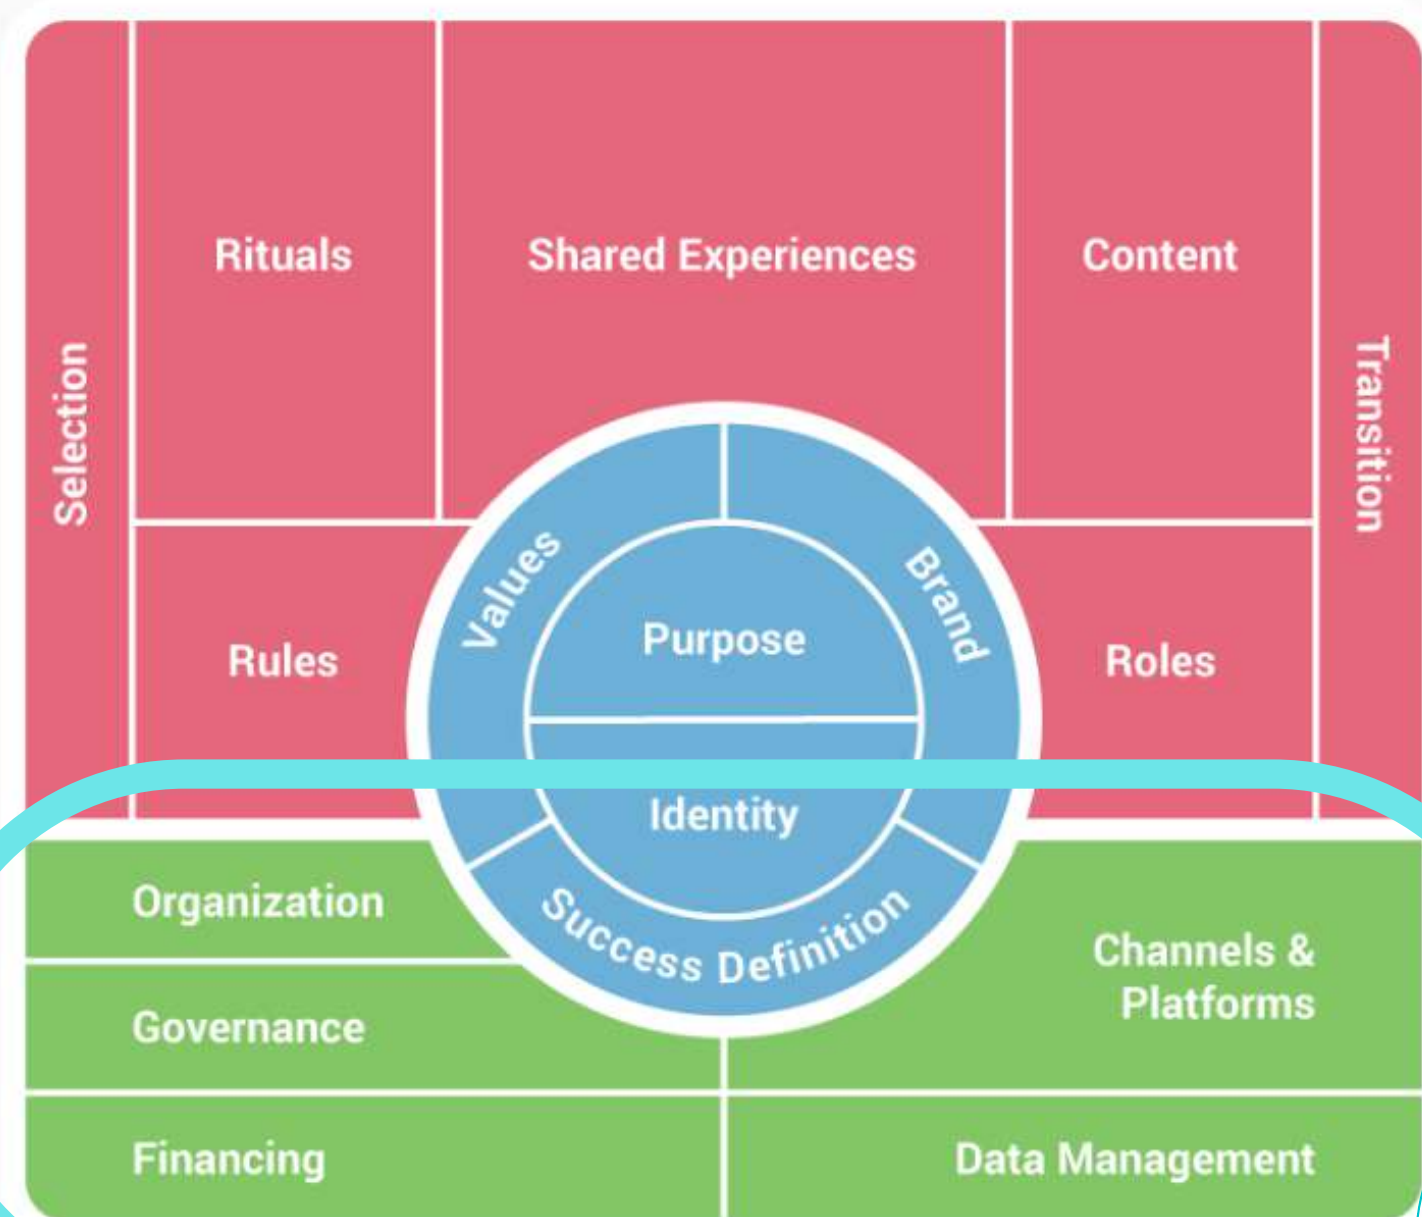 Rituals
Shared Experiences
Content
Selection
Transition
Values
Brand
Purpose
Rules
Roles
Identity
Organization
Success Definition
Channels &
Platforms
Governance
Financing
Data Management